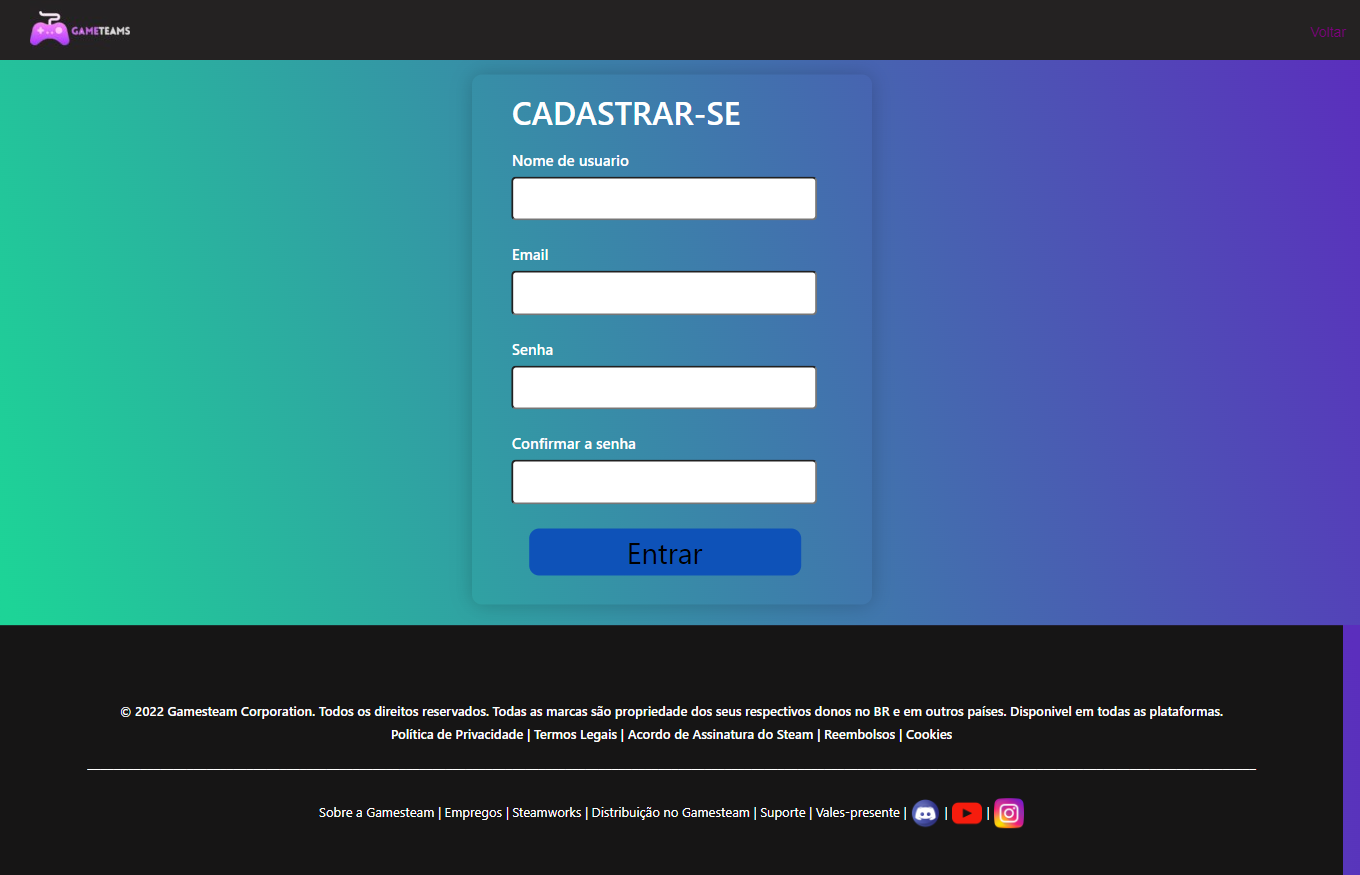 GAMETEAMS
Voltar
CADASTRAR-SE
Nome de usuario
Email
Senha
Confirmar a senha
Entrar
© 2022 Gamesteam Corporation. Todos os direitos reservados. Todas as marcas são propriedade dos seus respectivos donos no BR e em outros países. Disponivel em todas as plataformas.
Política de Privacidade | Termos Legais | Acordo de Assinatura do Steam | Reembolsos | Cookies
Sobre a Gamesteam | Empregos | Steamworks | Distribuição no Gamesteam | Suporte | Vales-presente | | |